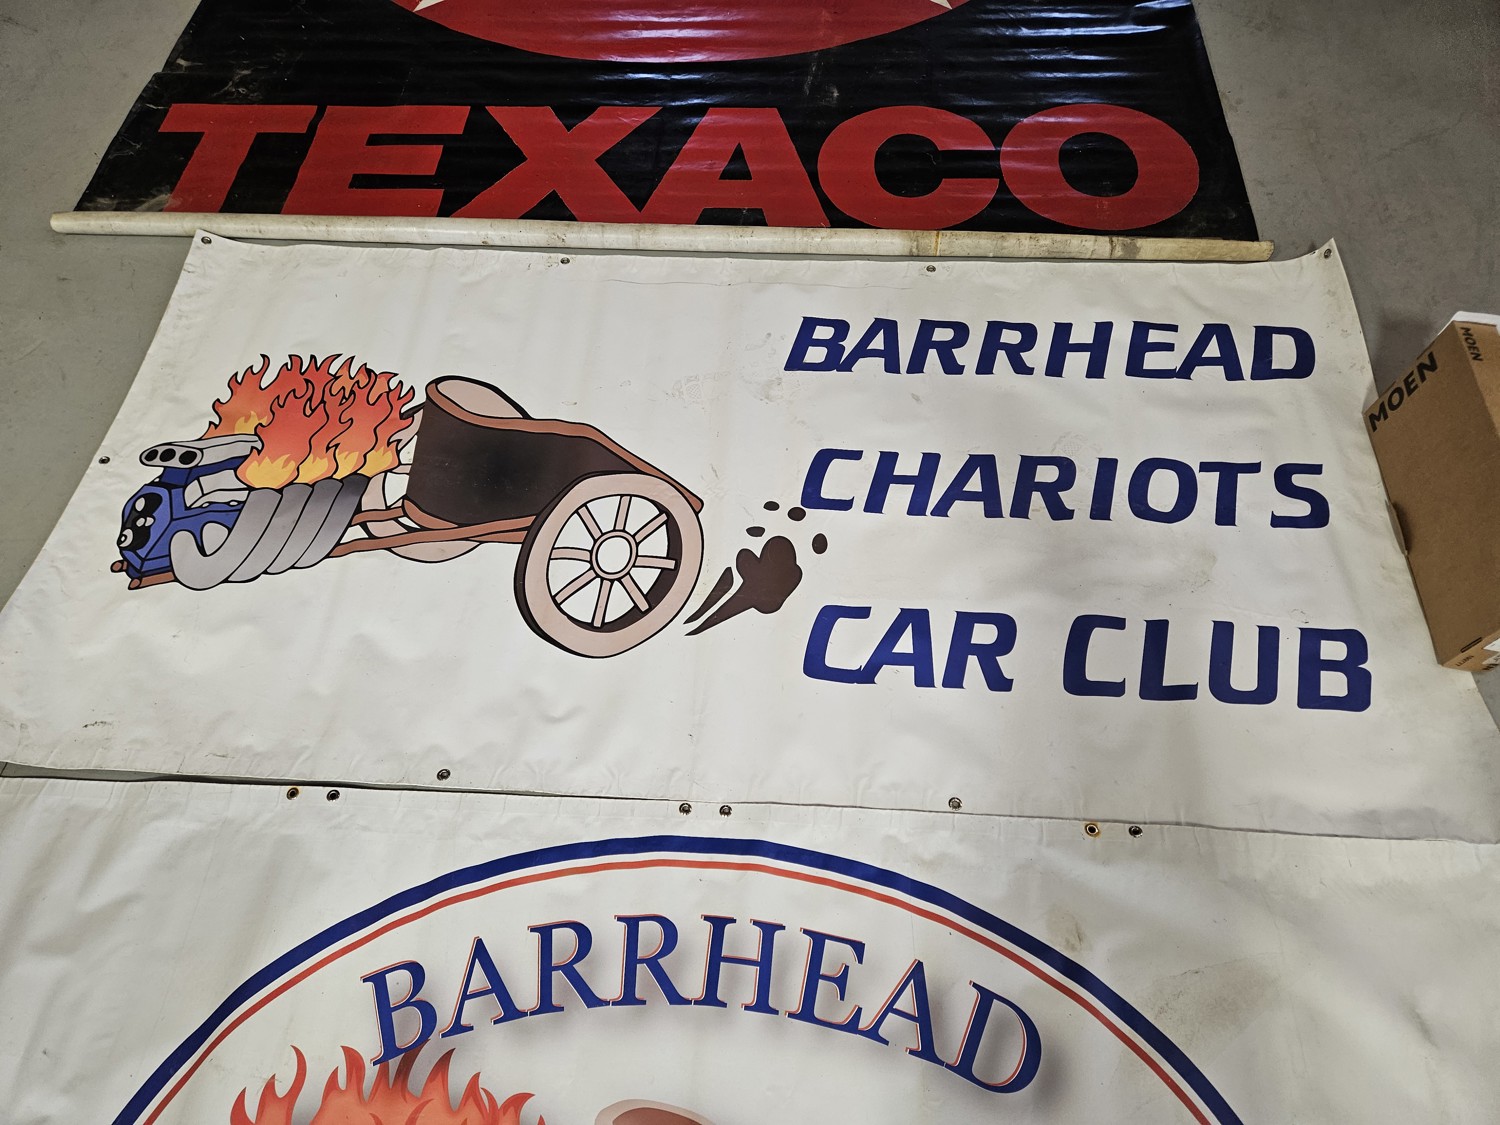 TEXACO
BARRHEAD
CHARIOTS
CAR CLUB
MOEN
MOEN
BARRHEAD